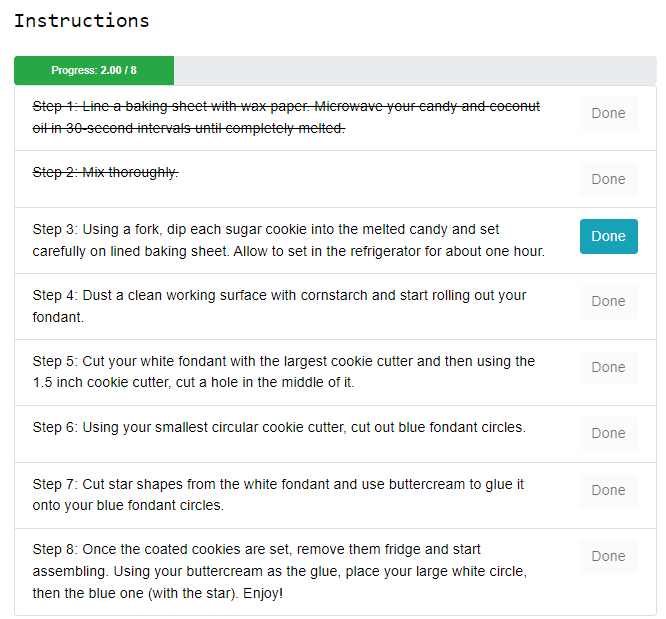 Instructions
Progress: 2.00 / 8
Step 1: Line a baking sheet with wax paper. Microwave your candy and coconut
oil in 30-second intervals until completely melted.
Done
Step 2: Mix thoroughly.
Done
Step 3: Using a fork, dip each sugar cookie into the melted candy and set
carefully on lined baking sheet. Allow to set in the refrigerator for about one hour.
Done
Step 4: Dust a clean working surface with cornstarch and start rolling out your
fondant.
Done
Step 5: Cut your white fondant with the largest cookie cutter and then using the
1.5 inch cookie cutter, cut a hole in the middle of it.
Done
Step 6: Using your smallest circular cookie cutter, cut out blue fondant circles.
Done
Step 7: Cut star shapes from the white fondant and use buttercream to glue it
onto your blue fondant circles.
Done
Step 8: Once the coated cookies are set, remove them fridge and start
assembling. Using your buttercream as the glue, place your large white circle,
then the blue one (with the star). Enjoy!
Done